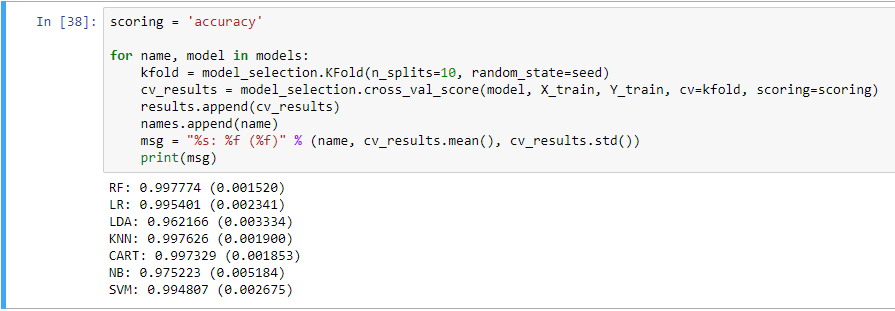 In [38]: scoring = 'accuracy'
for name, model in models:
kfold = model_selection.KFold(n_splits=10, random_state=seed)
cv_results = model_selection.cross_val_score(model, X_train, Y_train, cv=kfold, scoring=scoring)
results.append(cv_results)
names.append(name)
msg = "%s: %f (%f)" % (name, cv_results.mean(), cv_results.std())
print(msg)
RF: 0.997774 (0.001520)
LR: 0.995401 (0.002341)
LDA: 0.962166 (0.003334)
KNN: 0.997626 (0.001900)
CART: 0.997329 (0.001853)
NB: 0.975223 (0.005184)
SVM: 0.994807 (0.002675)